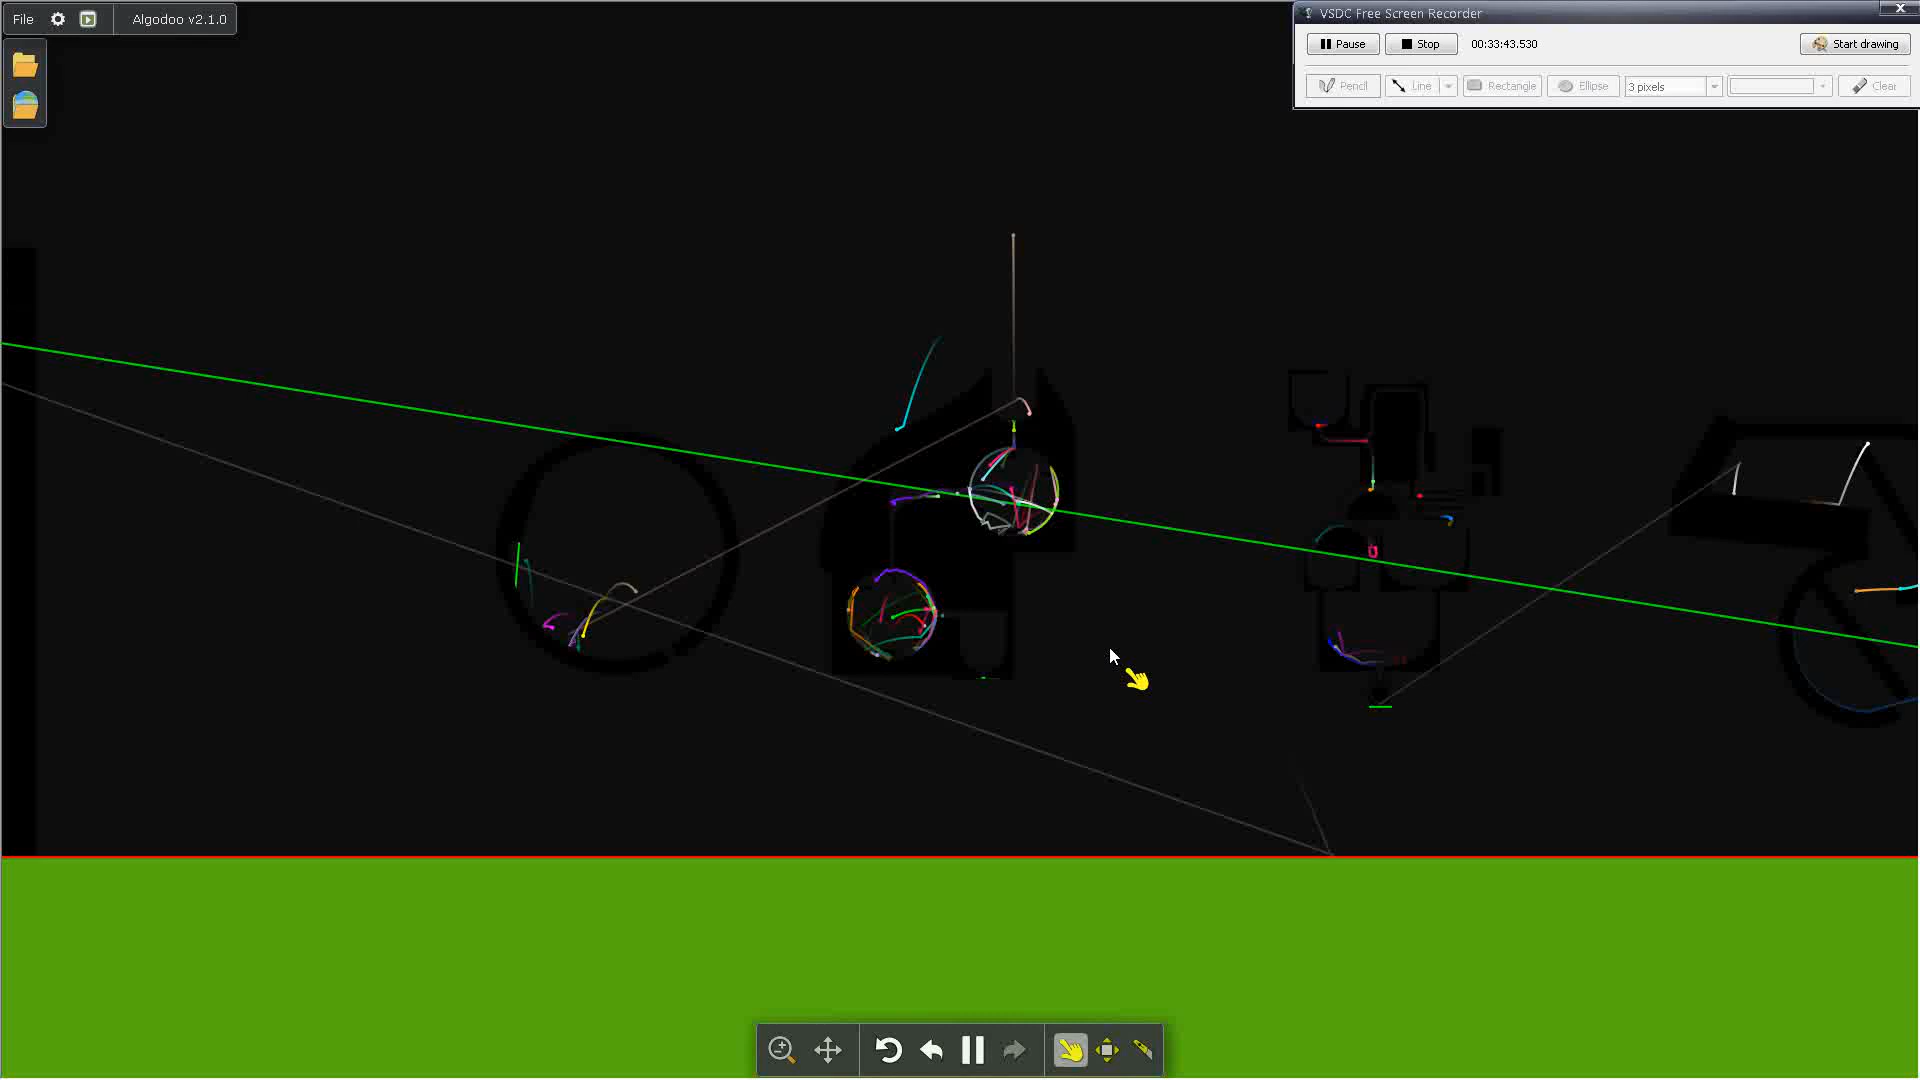 File
Algodoo v2.1.0
VSDC Free Screen Recorder
Pause
Stop
00:33:43.530
Start drawing
Pencil
Line
Rectangle
Ellipse
3 pixels
Clear